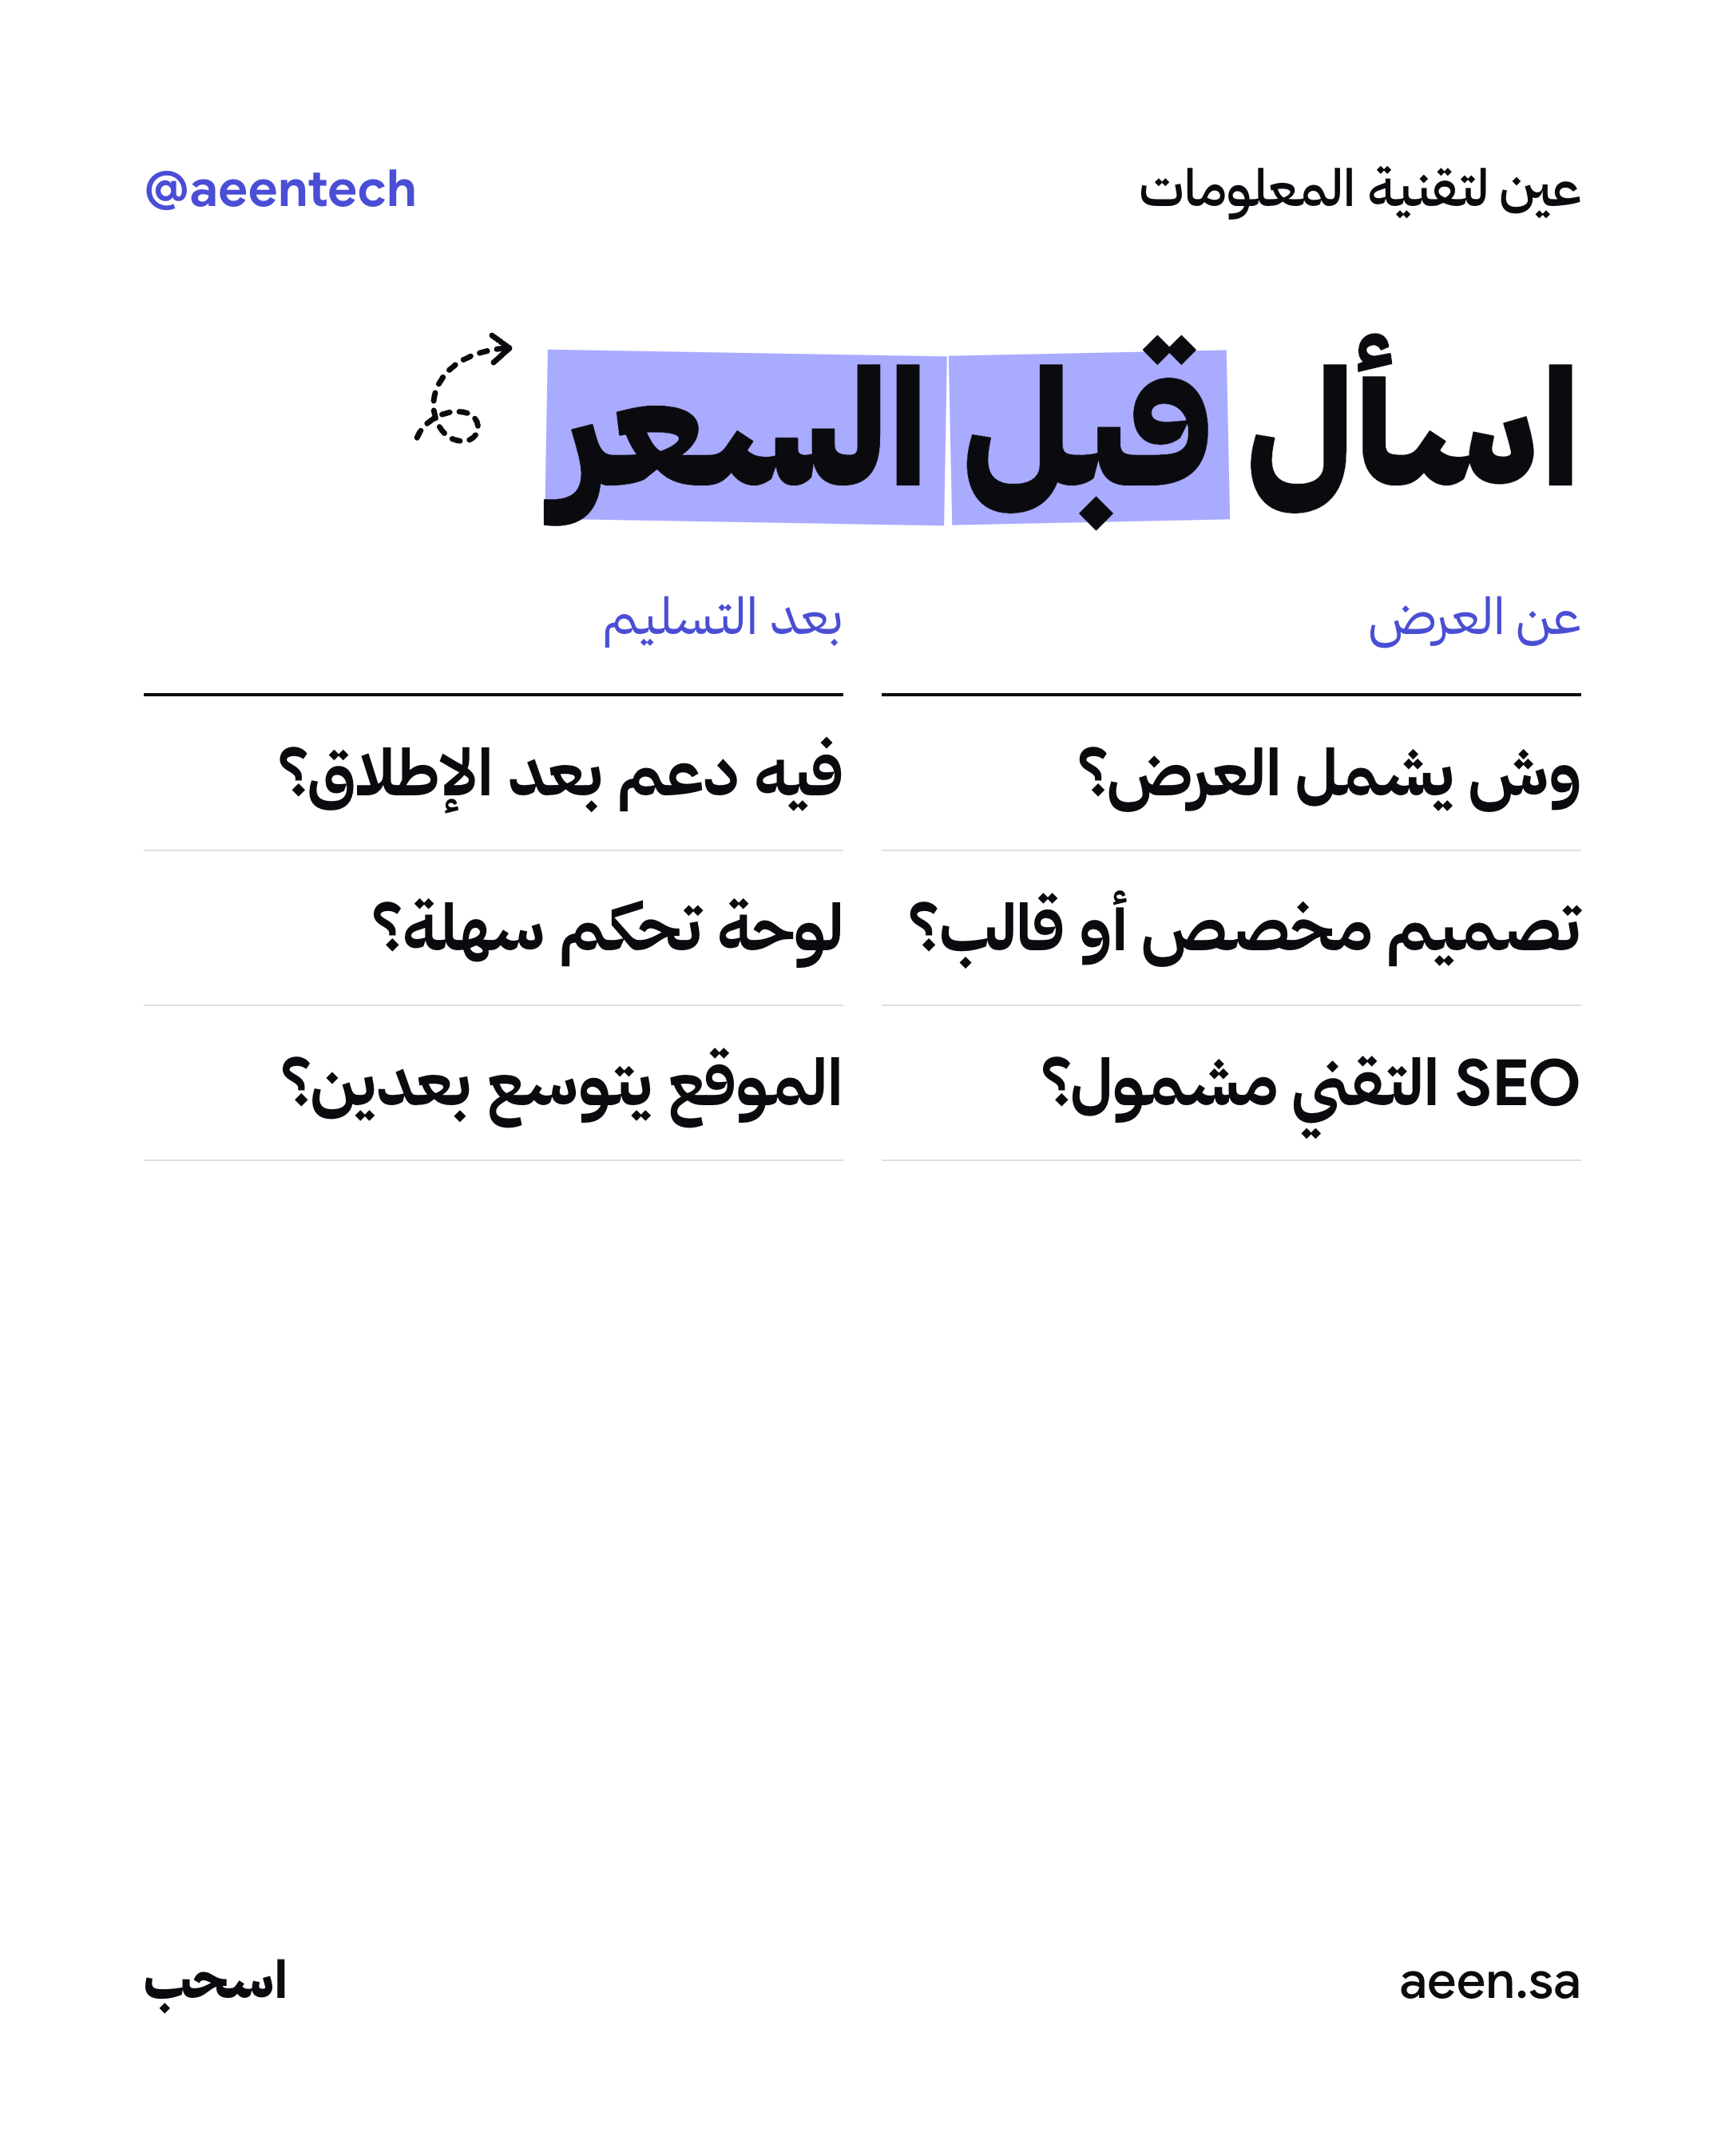 عين لتقنية المعلومات
@aeentech
اسأل قبل السعر
عن العرض
وش يشمل العرض؟
تصميم مخصص أو قالب؟
SEO التقني مشمول؟
بعد التسليم
فيه دعم بعد الإطلاق؟
لوحة تحكم سهلة؟
الموقع يتوسع بعدين؟
aeen.sa
اسحب